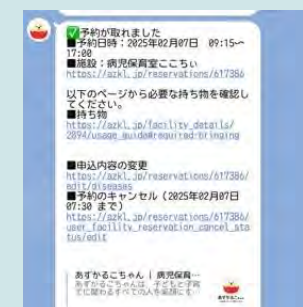 ✅予約が取れました
■予約日時：2025年02月07日 09:15〜
17:00
■施設：病児保育室ここちぃ
https://azkl.jp/reservations/617386
以下のページから必要な持ち物を確認し
てください。
■持ち物
https://azkl.jp/facility_details/
2894/usage_guide#required-bringing
■申込内容の変更
https://azkl.jp/reservations/617386/
edit/diseases
■予約のキャンセル（2025年02月07日
07:30 まで）
https://azkl.jp/reservations/617386/
user_facility_reservation_cancel_sta
tus/edit
あずかるこちゃん | 病児保育…
あずかるこちゃんは、子どもと子育
てに関わるすべての人を笑顔にす…